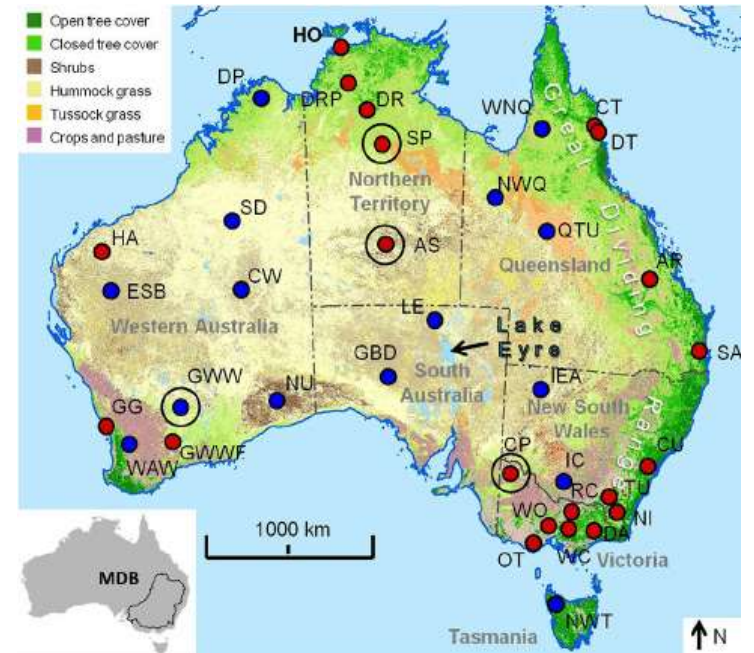 Open tree cover
Closed tree cover
Shrubs
Hummock grass
Tussock grass
Crops and pasture
HO
DP
DRP
DR
WNQ
CT
DT
SP
Great
Northern
Territory
NWQ
SD
HA
AS
QTU
Queensland
Dividing
AR
ESB
CW
Western Australia
LE
Lake
Eyre
SA
GBD
South
Australia
GWW
NU
IEA
New South
Wales
Range
GG
WAW
GWWF
CP
IC
CU
RC
TU
WO
NI
DA
OT
WC
Victoria
1000 km
MDB
NWT
Tasmania
N